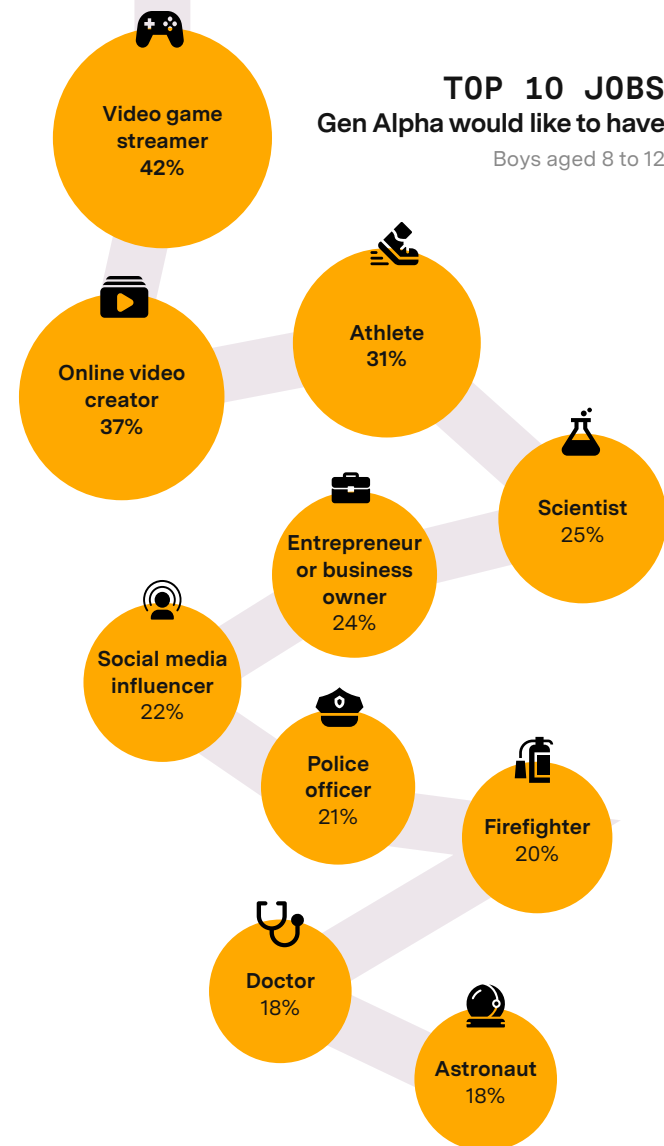 TOP 10 JOBS
Gen Alpha would like to have
Boys aged 8 to 12
Video game
streamer
42%
Online video
creator
37%
Athlete
31%
Scientist
25%
Entrepreneur
or business
owner
24%
Social media
influencer
22%
Police
officer
21%
Firefighter
20%
Doctor
18%
Astronaut
18%